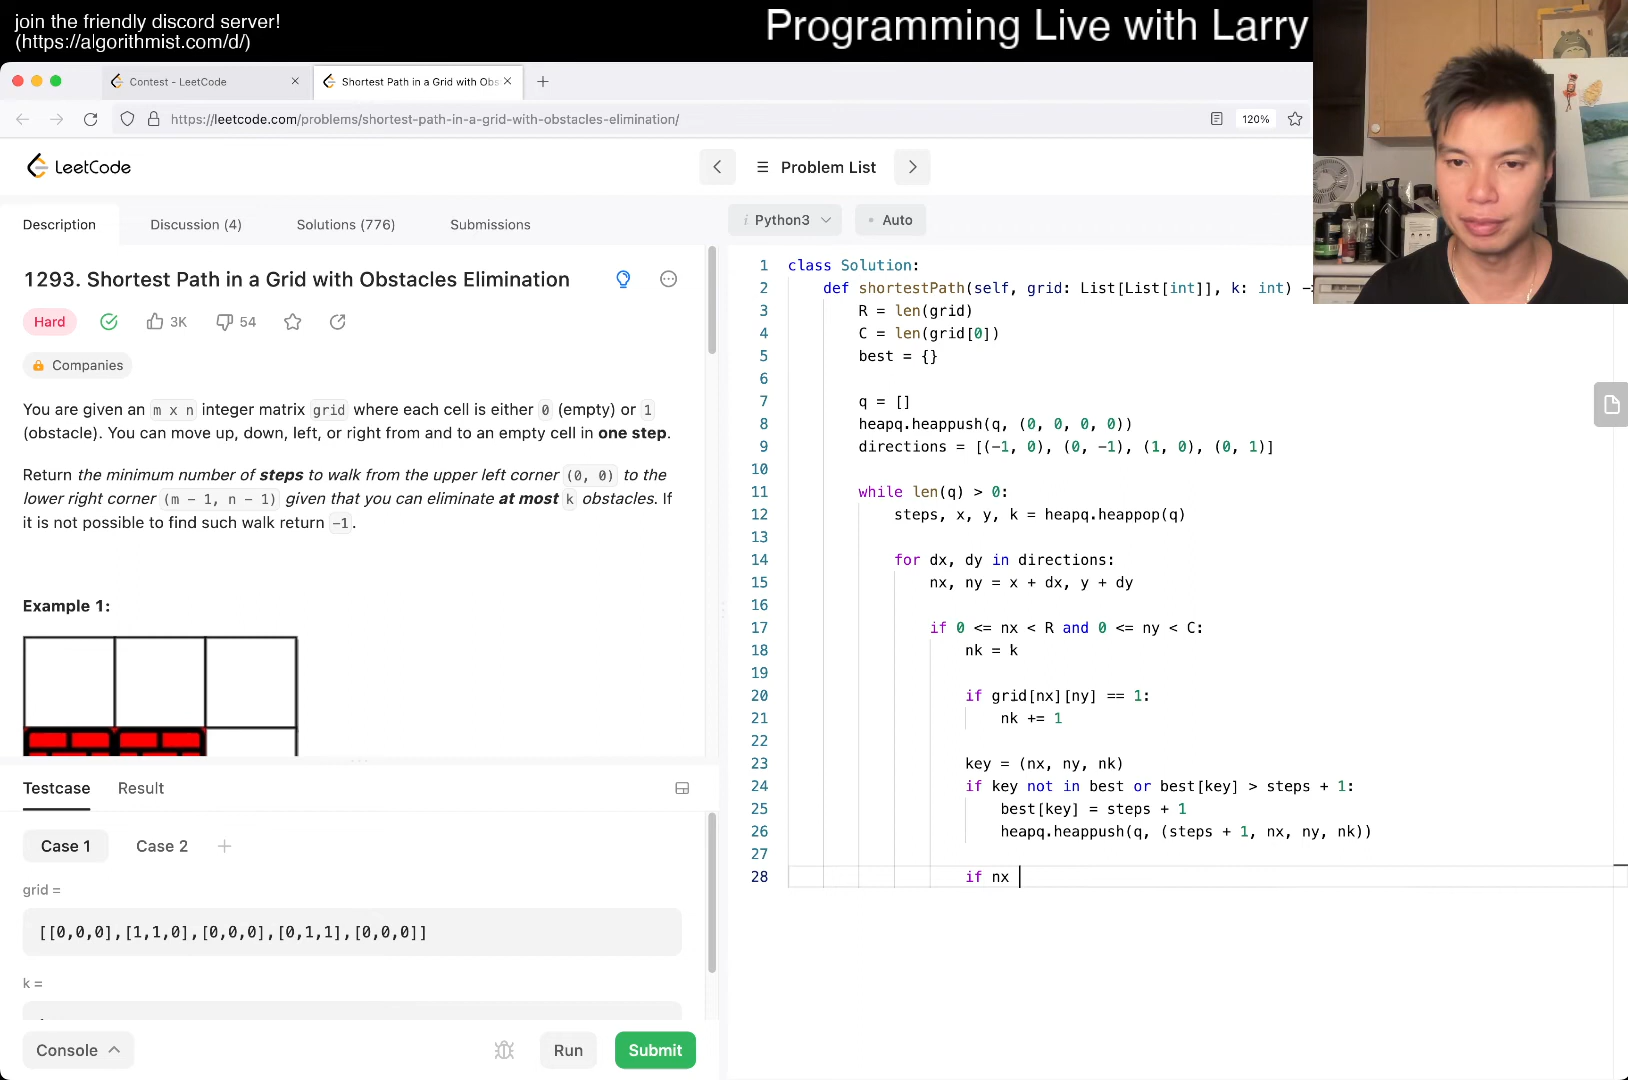 join the friendly discord server!
(https://algorithmist.com/d/)
Programming Live with Larry
Contest - LeetCode
Shortest Path in a Grid with Obs
https://leetcode.com/problems/shortest-path-in-a-grid-with-obstacles-elimination/
120%
LeetCode
Problem List
Description
Discussion (4)
Solutions (776)
Submissions
1293. Shortest Path in a Grid with Obstacles Elimination
Hard
3K
54
Companies
You are given an m x n integer matrix grid where each cell is either 0 (empty) or 1
(obstacle). You can move up, down, left, or right from and to an empty cell in one step.
Return the minimum number of steps to walk from the upper left corner (0, 0) to the
lower right corner (m - 1, n - 1) given that you can eliminate at most k obstacles. If
it is not possible to find such walk return -1.
Example 1:
Testcase
Result
Case 1
Case 2
grid =
[[0,0,0],[1,1,0],[0,0,0],[0,1,1],[0,0,0]]
k =
Console
Run
Submit
i Python3
Auto
1 class Solution:
2 def shortestPath(self, grid: List[List[int]], k: int) -
3 R = len(grid)
4 C = len(grid[0])
5 best = {}
6
7 q = []
8 heapq.heappush(q, (0, 0, 0, 0))
9 directions = [(-1, 0), (0, -1), (1, 0), (0, 1)]
10
11 while len(q) > 0:
12 steps, x, y, k = heapq.heappop(q)
13
14 for dx, dy in directions:
15 nx, ny = x + dx, y + dy
16
17 if 0 <= nx < R and 0 <= ny < C:
18 nk = k
19
20 if grid[nx][ny] == 1:
21 nk += 1
22
23 key = (nx, ny, nk)
24 if key not in best or best[key] > steps + 1:
25 best[key] = steps + 1
26 heapq.heappush(q, (steps + 1, nx, ny, nk))
27
28 if nx